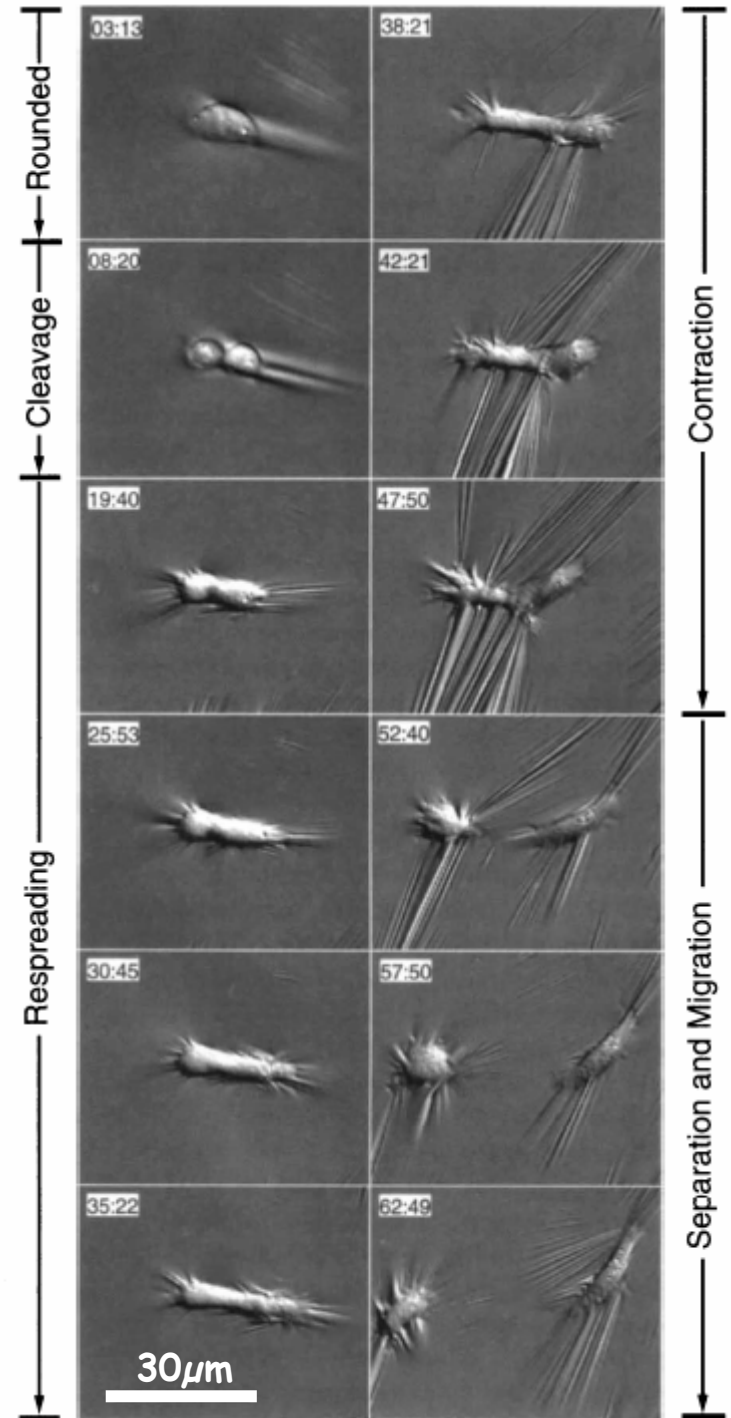 Rounded
Cleavage
Respreading
03:13
08:20
19:40
25:53
30:45
35:22
30µm
38:21
42:21
47:50
52:40
57:50
62:49
Contraction
Separation and Migration